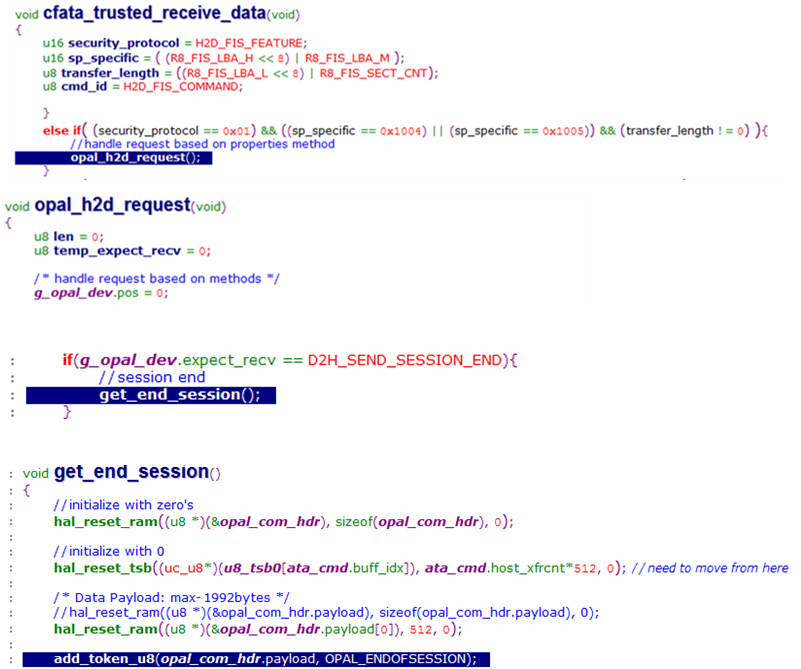 void cfata_trusted_receive_data(void)
{
u16 security_protocol = H2D_FIS_FEATURE;
u16 sp_specific = ( (R8_FIS_LBA_H << 8) | R8_FIS_LBA_M );
u8 transfer_length = ((R8_FIS_LBA_L << 8) | R8_FIS_SECT_CNT);
u8 cmd_id = H2D_FIS_COMMAND;
}
else if( (security_protocol == 0x01) && ((sp_specific == 0x1004) || (sp_specific == 0x1005)) && (transfer_length != 0) ){
//handle request based on properties method
opal_h2d_request();
}
void opal_h2d_request(void)
{
u8 len = 0;
u8 temp_expect_recv = 0;
/* handle request based on methods */
g_opal_dev.pos = 0;
: if(g_opal_dev.expect_recv == D2H_SEND_SESSION_END){
: //session end
: get_end_session();
: }
: void get_end_session()
: {
: //initialize with zero's
: hal_reset_ram((u8 *)(&opal_com_hdr), sizeof(opal_com_hdr), 0);
:
: //initialize with 0
: hal_reset_tsb((uc_u8*)(u8_tsb0[ata_cmd.buff_idx]), ata_cmd.host_xfrcnt*512, 0); //need to move from here
:
: /* Data Payload: max-1992bytes */
: //hal_reset_ram((u8 *)(&opal_com_hdr.payload), sizeof(opal_com_hdr.payload), 0);
: hal_reset_ram((u8 *)(&opal_com_hdr.payload[0]), 512, 0);
:
: add_token_u8(opal_com_hdr.payload, OPAL_ENDOFSESSION);